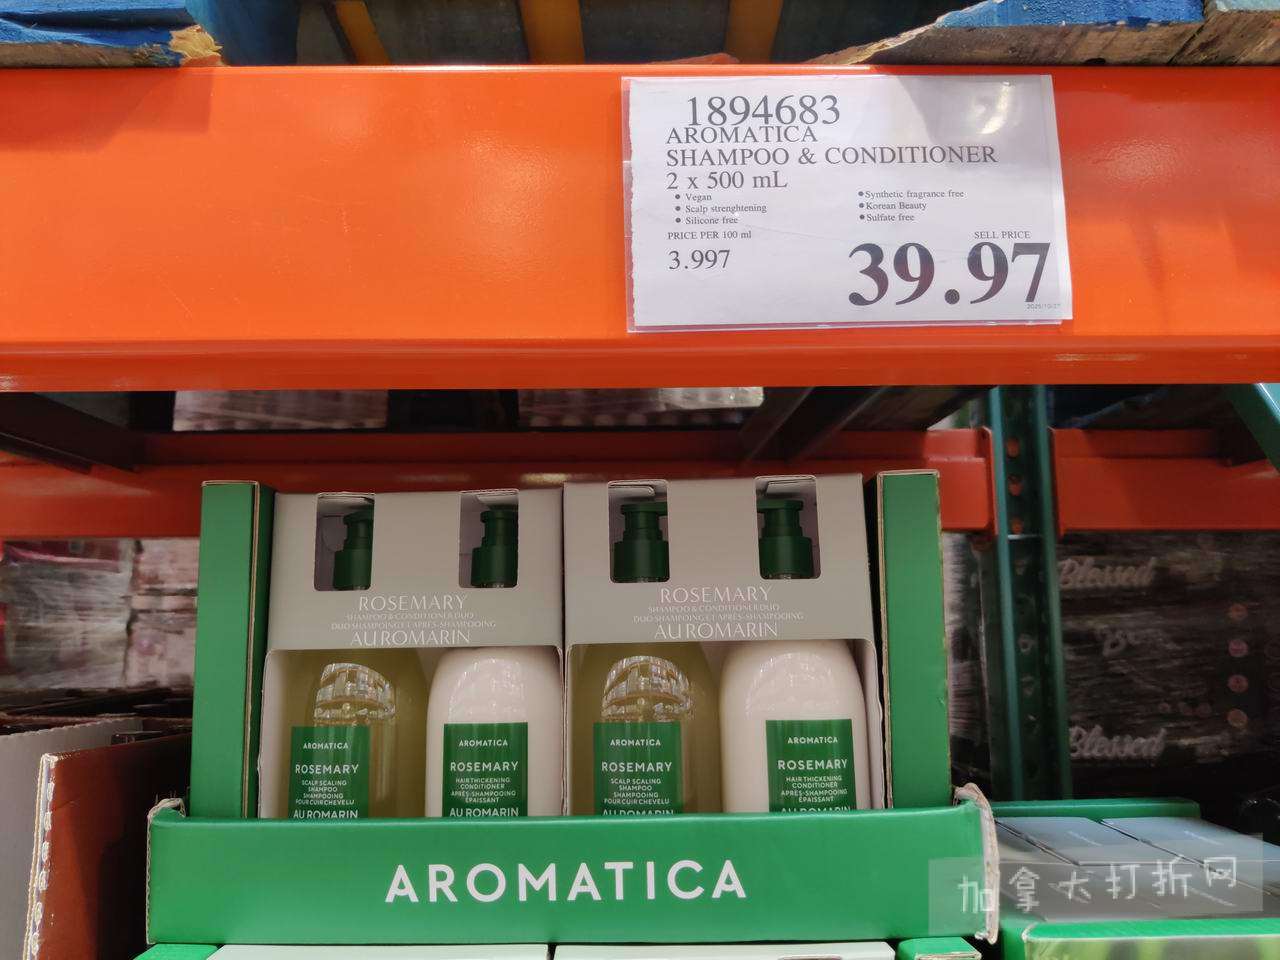 1894683
AROMATICA
SHAMPOO & CONDITIONER
2 x 500 mL
• Vegan
• Scalp strenghtening
• Silicone free
• Synthetic fragrance free
• Korean Beauty
• Sulfate free
PRICE PER 100 ml
3.997
SELL PRICE
39.97
ROSEMARY
SHAMPOO & CONDITIONER DUO
DUO SHAMPOING ET APRÈS-SHAMPOOING
AU ROMARIN
ROSEMARY
SHAMPOO & CONDITIONER DUO
DUO SHAMPOING ET APRÈS-SHAMPOOING
AU ROMARIN
AROMATICA
ROSEMARY
SCALP SCALING
SHAMPOO
SHAMPOOING
POUR CUIR CHEVELU
AU ROMARIN
AROMATICA
ROSEMARY
HAIR THICKENING
CONDITIONER
APRÈS-SHAMPOOING
ÉPAISSANT
AU ROMARIN
AROMATICA
ROSEMARY
SCALP SCALING
SHAMPOO
SHAMPOOING
POUR CUIR CHEVELU
AU ROMARIN
AROMATICA
ROSEMARY
HAIR THICKENING
CONDITIONER
APRÈS-SHAMPOOING
ÉPAISSANT
AU ROMARIN
Blessed
Blessed
AROMATICA
加拿大打折网